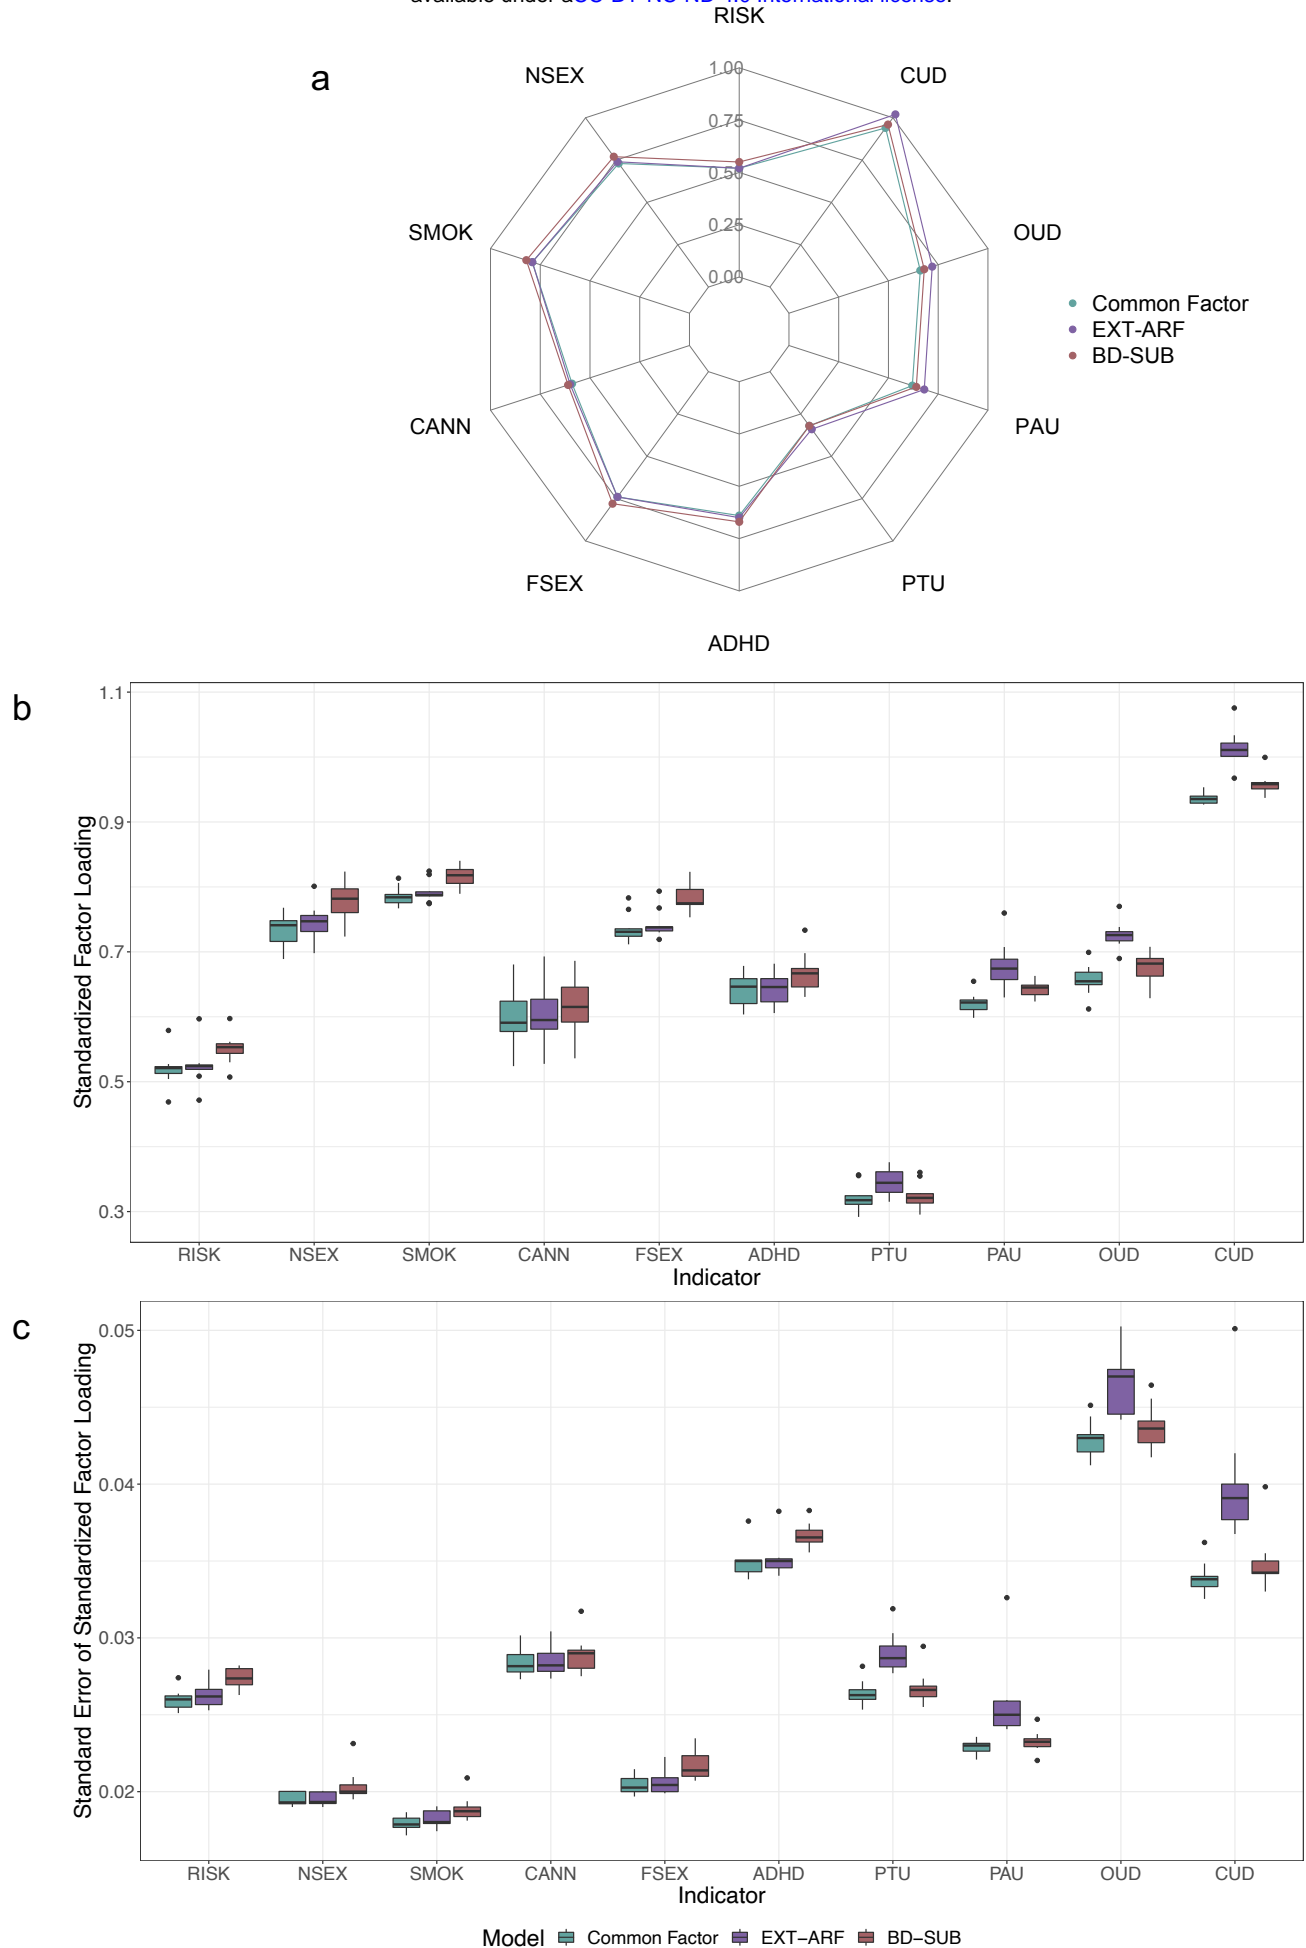 RISK
a
NSEX
1.00
CUD
0.75
0.50
SMOK
0.25
OUD
0.00
Common Factor
EXT-ARF
BD-SUB
CANN
PAU
FSEX
PTU
ADHD
b
1.1
0.9
0.7
0.5
0.3
Standardized Factor Loading
RISK NSEX SMOK CANN FSEX ADHD PTU PAU OUD CUD
Indicator
c
0.05
0.04
0.03
0.02
Standard Error of Standardized Factor Loading
RISK NSEX SMOK CANN FSEX ADHD PTU PAU OUD CUD
Indicator
Model Common Factor EXT−ARF BD−SUB